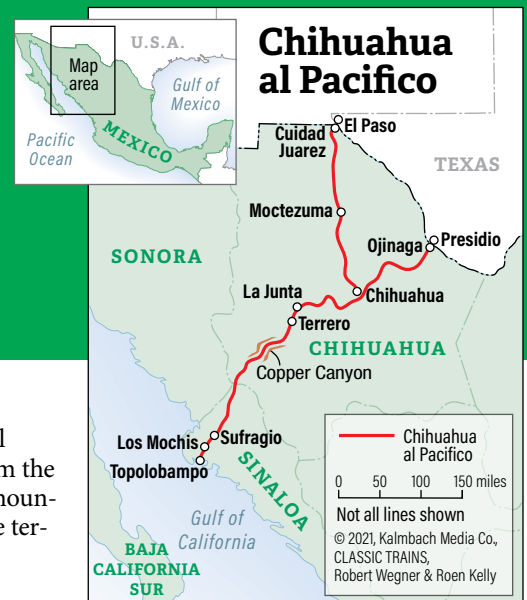 Chihuahua
al Pacifico
U.S.A.
Map
area
Gulf of
Mexico
Pacific
Ocean
MEXICO
El Paso
Cuidad
Juarez
TEXAS
Moctezuma
Ojinaga
Presidio
SONORA
La Junta
Chihuahua
Terrero
CHIHUAHUA
Copper Canyon
Los Mochis
Sufragio
Topolobampo
SINALOA
Gulf of
California
BAJA
CALIFORNIA
SUR
Chihuahua
al Pacifico
0 50 100 150 miles
Not all lines shown
© 2021, Kalmbach Media Co.,
CLASSIC TRAINS,
Robert Wegner & Roen Kelly
m the
noun-
e ter-